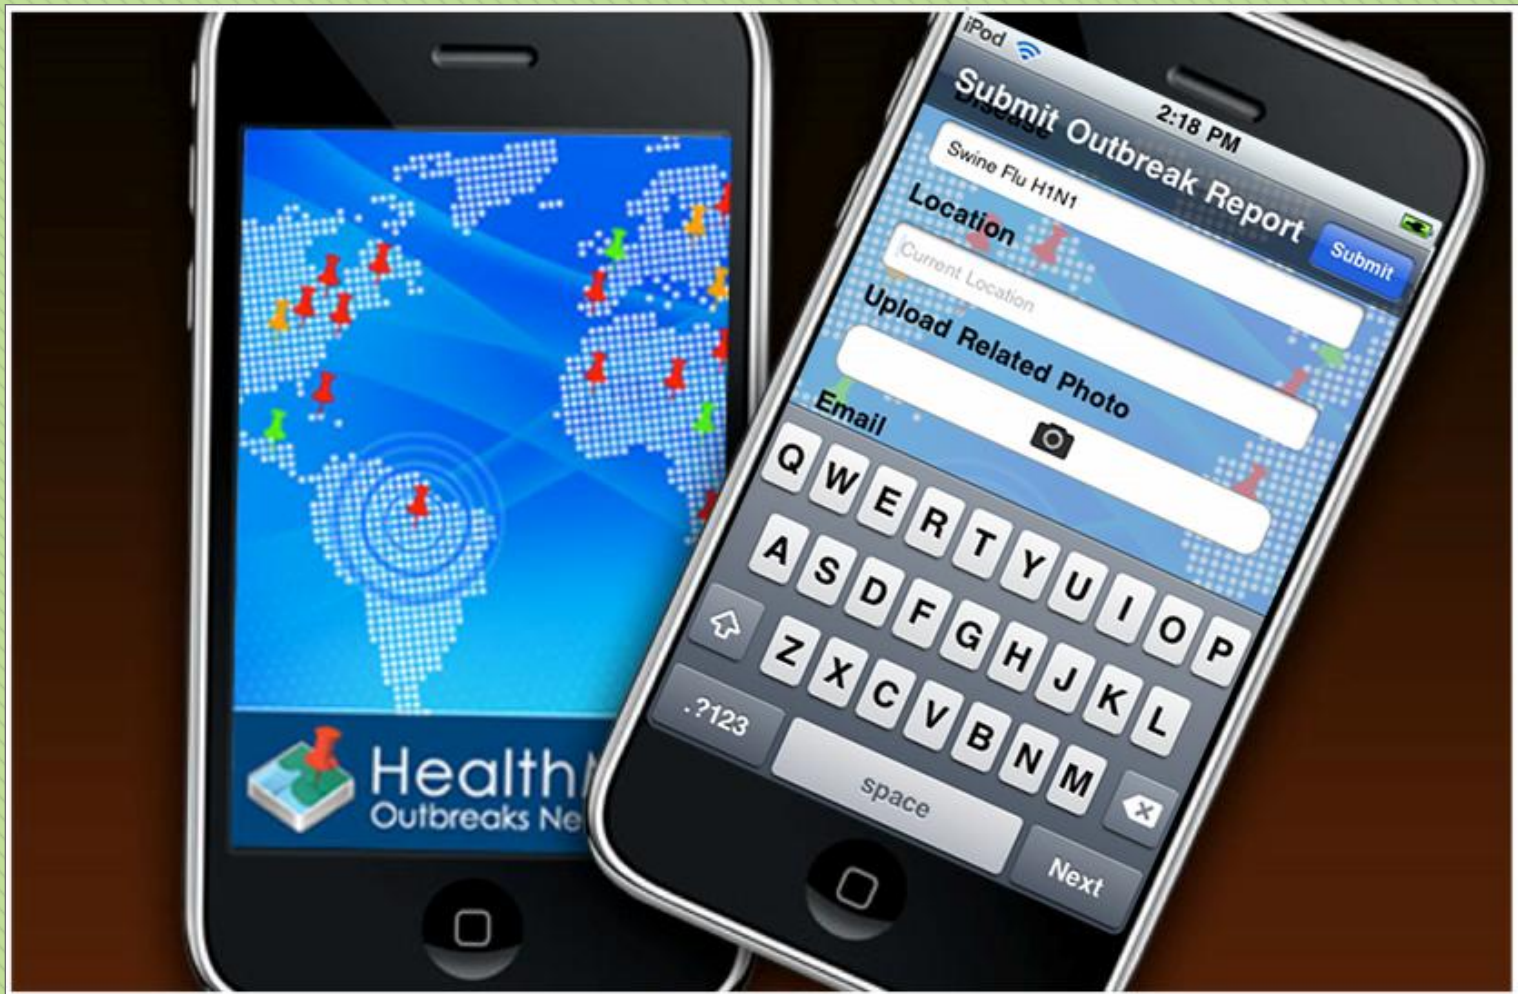 Health
Outbreaks Ne
iPod
2:18 PM
Submit Outbreak Report
Submit
Disease
Swine Flu H1N1
Location
Current Location
Upload Related Photo
Email
Q W E R T Y U I O P
A S D F G H J K L
Z X C V B N M
.?123
space
Next